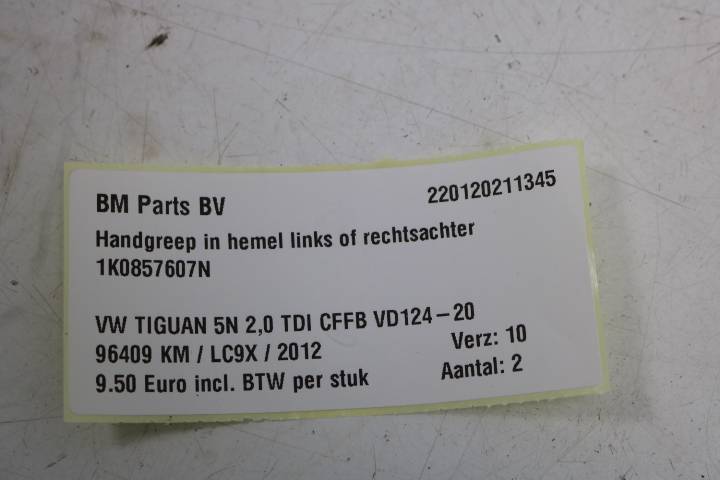 BM Parts BV 220120211345
Handgreep in hemel links of rechtsachter
1K0857607N
VW TIGUAN 5N 2,0 TDI CFFB VD124-20
96409 KM / LC9X / 2012 Verz: 10
9.50 Euro incl. BTW per stuk Aantal: 2